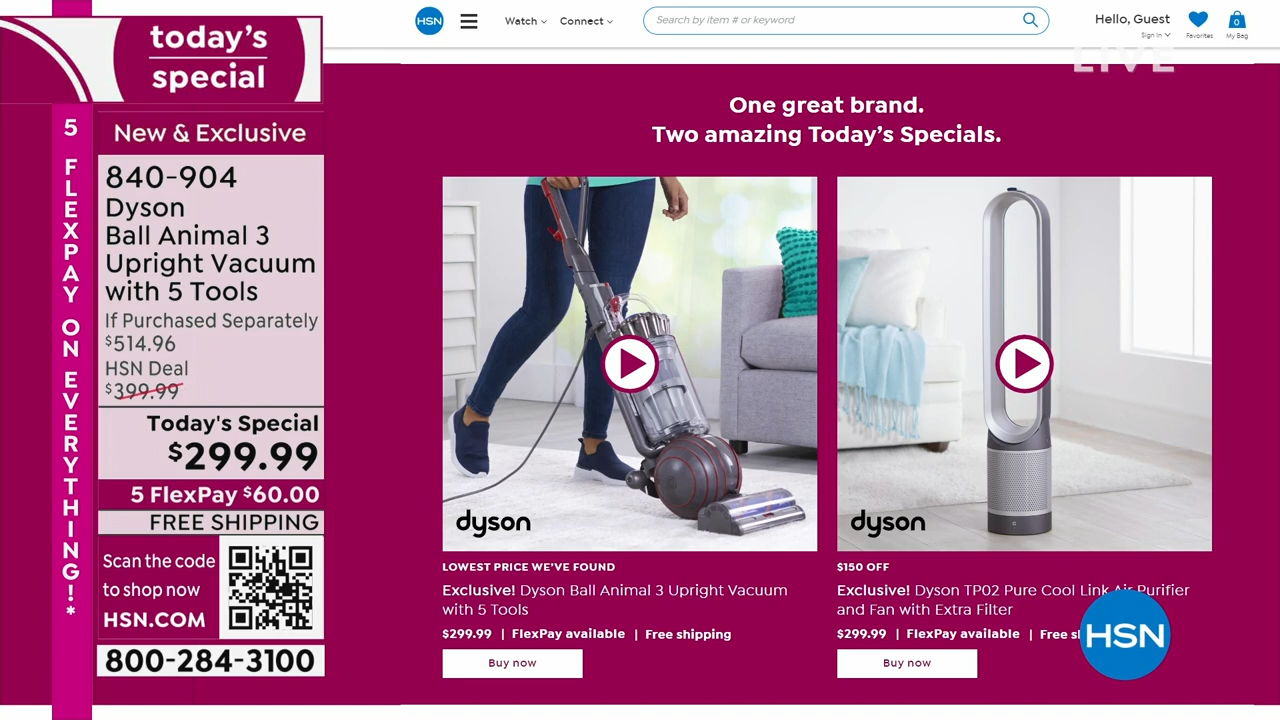 today's
special
5 FLEXPAY ON EVERYTHING!*
New & Exclusive
840-904
Dyson
Ball Animal 3
Upright Vacuum
with 5 Tools
If Purchased Separately
$514.96
HSN Deal
$399.99
Today's Special
$299.99
5 FlexPay $60.00
FREE SHIPPING
Scan the code
to shop now
HSN.COM
800-284-3100
HSN
Watch
Connect
Search by item # or keyword
Hello, Guest
Sign in
Favorites
0
My Bag
LIVE
One great brand.
Two amazing Today's Specials.
dyson
LOWEST PRICE WE'VE FOUND
Exclusive! Dyson Ball Animal 3 Upright Vacuum
with 5 Tools
$299.99 | FlexPay available | Free shipping
Buy now
dyson
$150 OFF
Exclusive! Dyson TP02 Pure Cool Link Air Purifier
and Fan with Extra Filter
$299.99 | FlexPay available | Free
Buy now
HSN